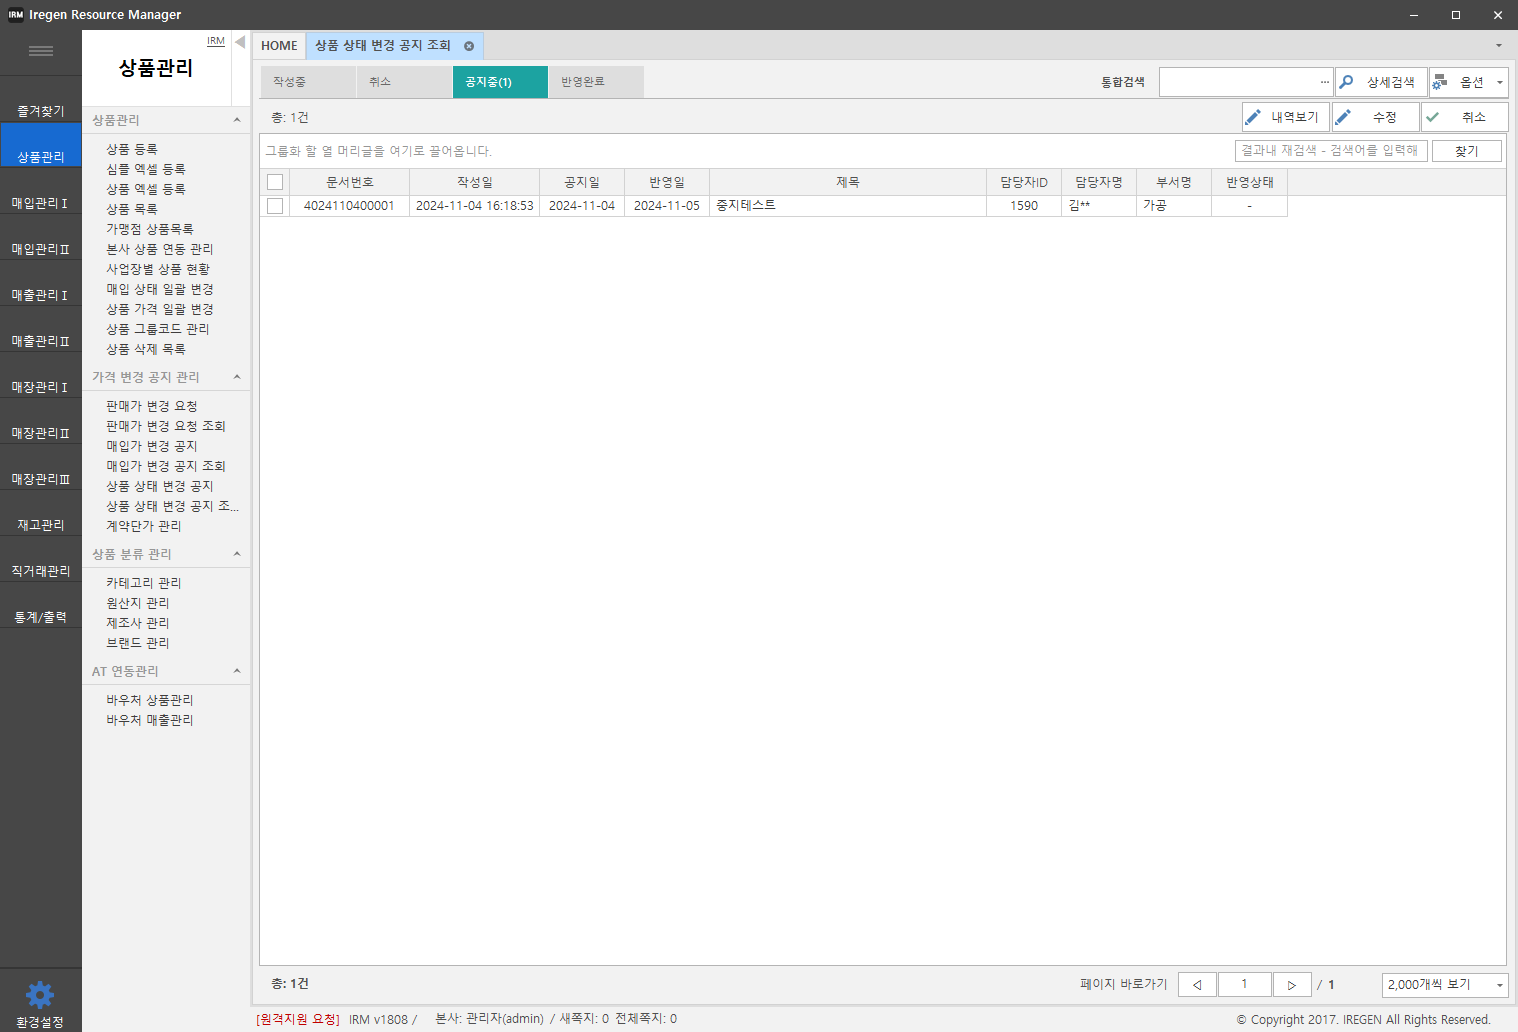 IRM Iregen Resource Manager
즐겨찾기
상품관리
매입관리Ⅰ
매입관리Ⅱ
매출관리Ⅰ
매출관리Ⅱ
매장관리Ⅰ
매장관리Ⅱ
매장관리Ⅲ
재고관리
직거래관리
통계/출력
환경설정
IRM
상품관리
상품관리
상품 등록
심플 엑셀 등록
상품 엑셀 등록
상품 목록
가맹점 상품목록
본사 상품 연동 관리
사업장별 상품 현황
매입 상태 일괄 변경
상품 가격 일괄 변경
상품 그룹코드 관리
상품 삭제 목록
가격 변경 공지 관리
판매가 변경 요청
판매가 변경 요청 조회
매입가 변경 공지
매입가 변경 공지 조회
상품 상태 변경 공지
상품 상태 변경 공지 조...
계약단가 관리
상품 분류 관리
카테고리 관리
원산지 관리
제조사 관리
브랜드 관리
AT 연동관리
바우처 상품관리
바우처 매출관리
HOME 상품 상태 변경 공지 조회
작성중 취소 공지중(1) 반영완료 통합검색 ... 상세검색 옵션
총: 1건 내역보기 수정 취소
그룹화 할 열 머리글을 여기로 끌어옵니다. 결과내 재검색 - 검색어를 입력해 찾기
문서번호 작성일 공지일 반영일 제목 담당자ID 담당자명 부서명 반영상태
4024110400001 2024-11-04 16:18:53 2024-11-04 2024-11-05 중지테스트 1590 김** 가공 -
총: 1건 페이지 바로가기 1 / 1 2,000개씩 보기
[원격지원 요청] IRM v1808 / 본사: 관리자(admin) / 새쪽지: 0 전체쪽지: 0 © Copyright 2017. IREGEN All Rights Reserved.